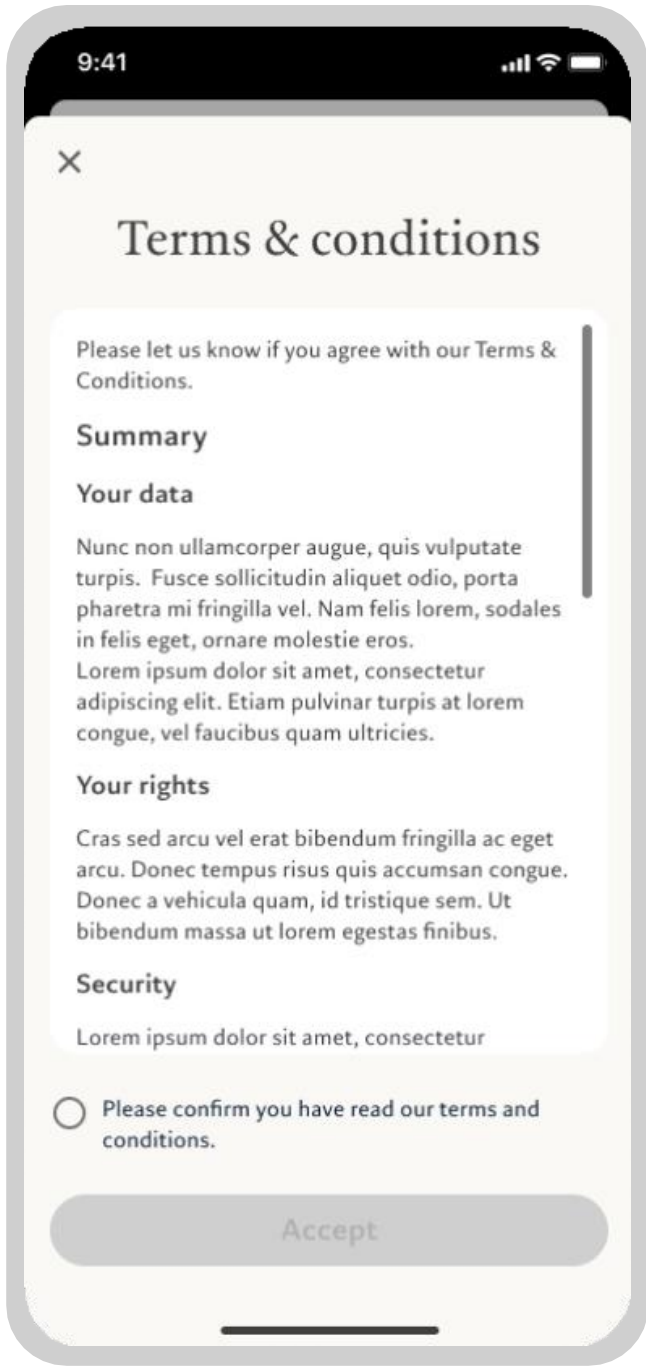 9:41
Terms & conditions
Please let us know if you agree with our Terms &
Conditions.
Summary
Your data
Nunc non ullamcorper augue, quis vulputate
turpis.  Fusce sollicitudin aliquet odio, porta
pharetra mi fringilla vel. Nam felis lorem, sodales
in felis eget, ornare molestie eros.
Lorem ipsum dolor sit amet, consectetur
adipiscing elit. Etiam pulvinar turpis at lorem
congue, vel faucibus quam ultricies.
Your rights
Cras sed arcu vel erat bibendum fringilla ac eget
arcu. Donec tempus risus quis accumsan congue.
Donec a vehicula quam, id tristique sem. Ut
bibendum massa ut lorem egestas finibus.
Security
Lorem ipsum dolor sit amet, consectetur
Please confirm you have read our terms and
conditions.
Accept